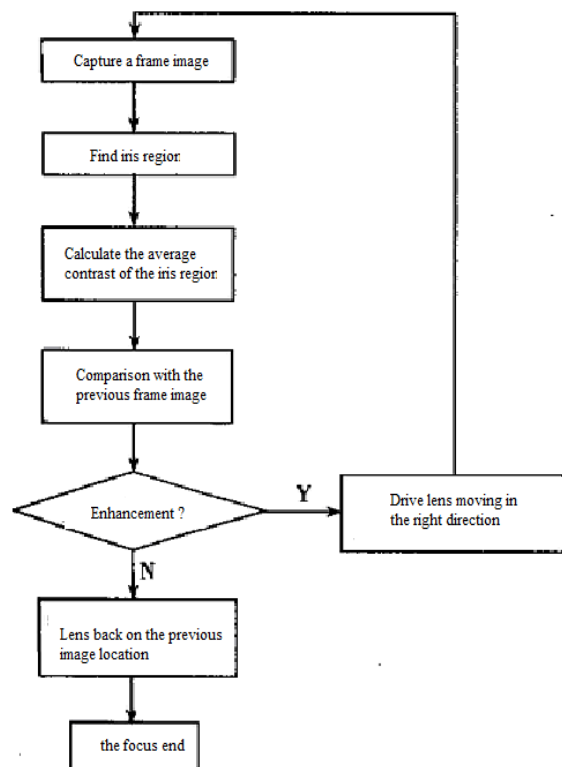 Capture a frame image
Find iris region
Calculate the average
contrast of the iris region
Comparison with the
previous frame image
Enhancement ?
Y
Drive lens moving in
the right direction
N
Lens back on the previous
image location
the focus end